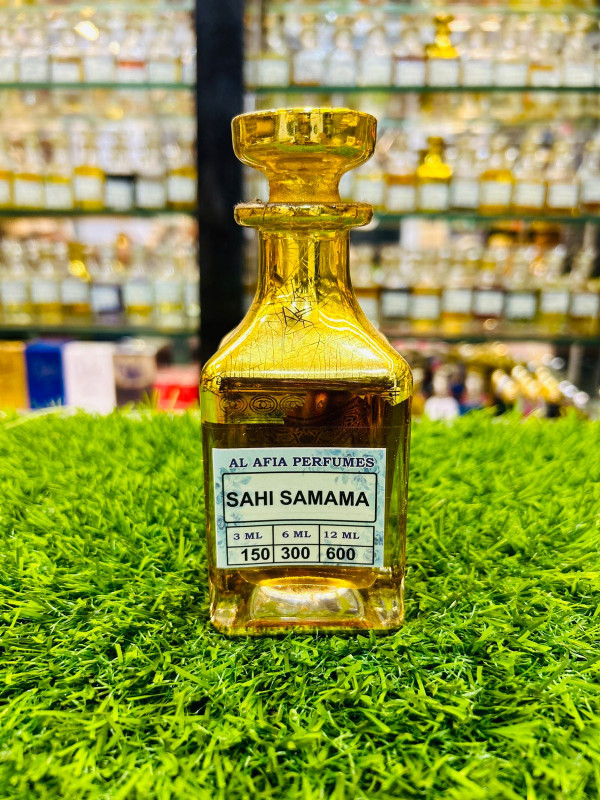 AL AFIA PERFUMES
SAHI SAMAMA
3 ML 6 ML 12 ML
150 300 600